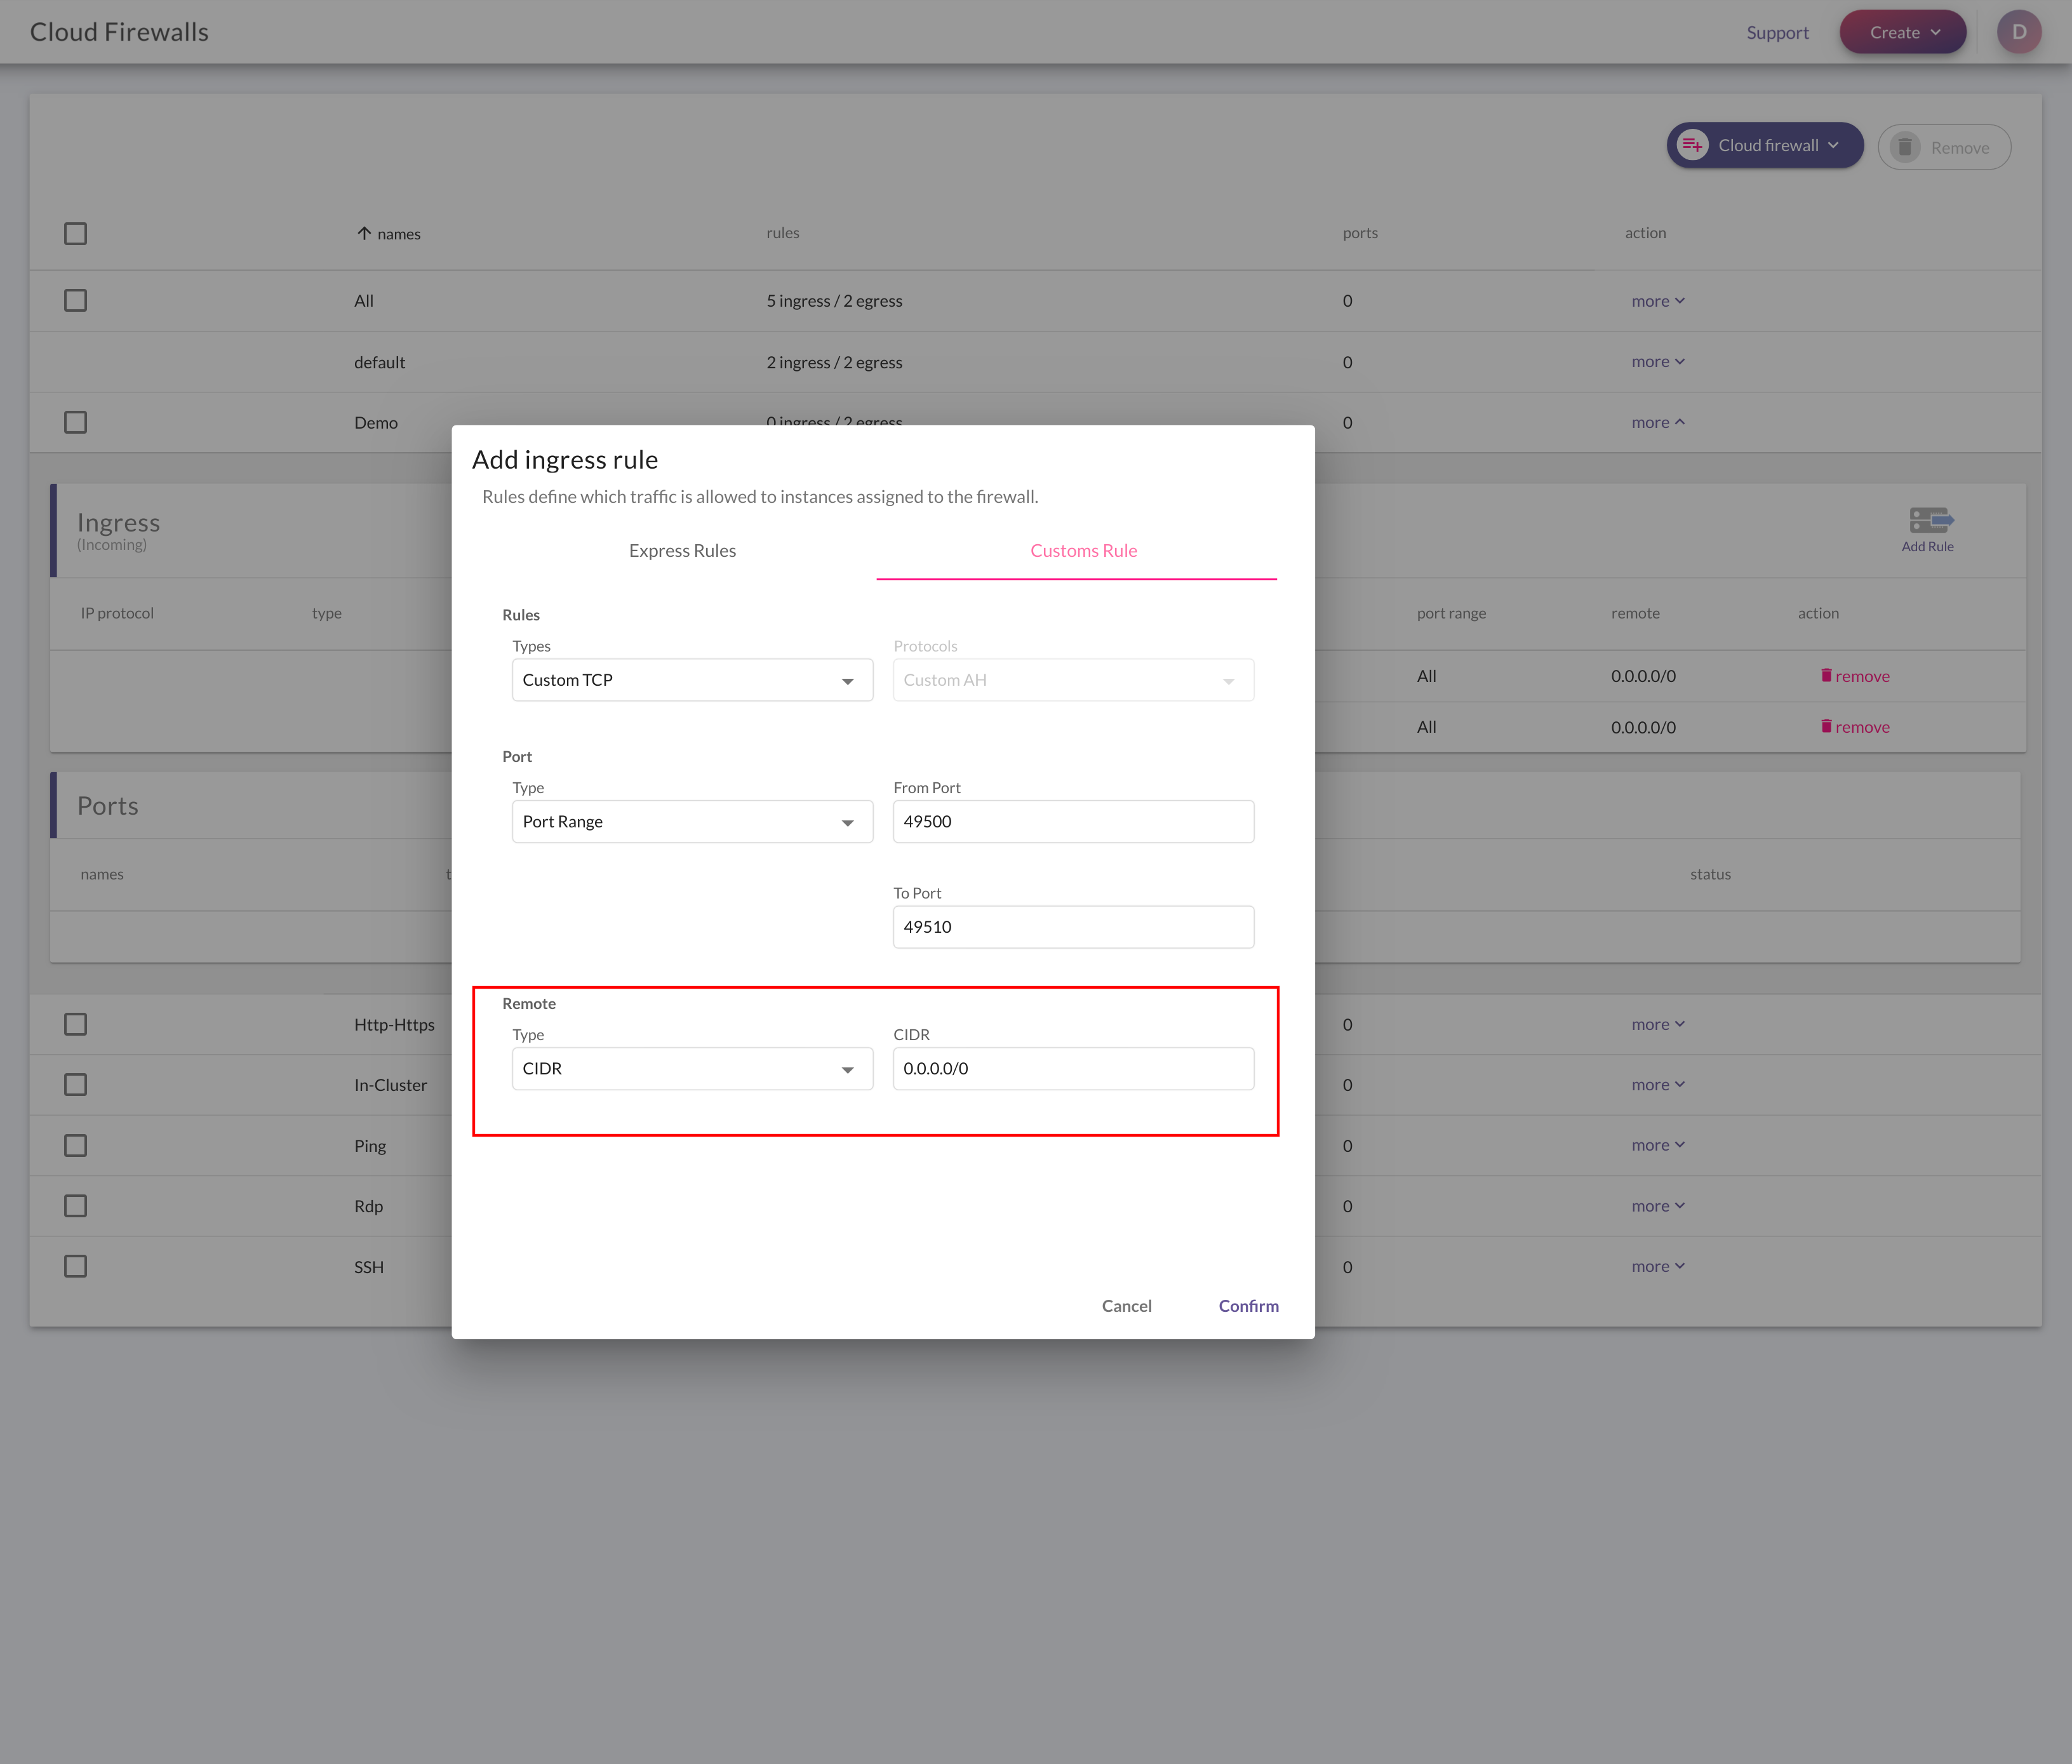 Cloud Firewalls
Support
Create
D
Cloud firewall
Remove
names
rules
ports
action
All
5 ingress / 2 egress
0
more
default
2 ingress / 2 egress
0
more
Demo
0 ingress / 2 egress
0
more
Add ingress rule
Rules define which traffic is allowed to instances assigned to the firewall.
Express Rules
Customs Rule
Rules
Types
Protocols
Custom TCP
Custom AH
Port
Type
From Port
Port Range
49500
To Port
49510
Remote
Type
CIDR
CIDR
0.0.0.0/0
Cancel
Confirm
Ingress
(Incoming)
Add Rule
IP protocol
type
port range
remote
action
All
0.0.0.0/0
remove
All
0.0.0.0/0
remove
Ports
names
status
Http-Https
0
more
In-Cluster
0
more
Ping
0
more
Rdp
0
more
SSH
0
more